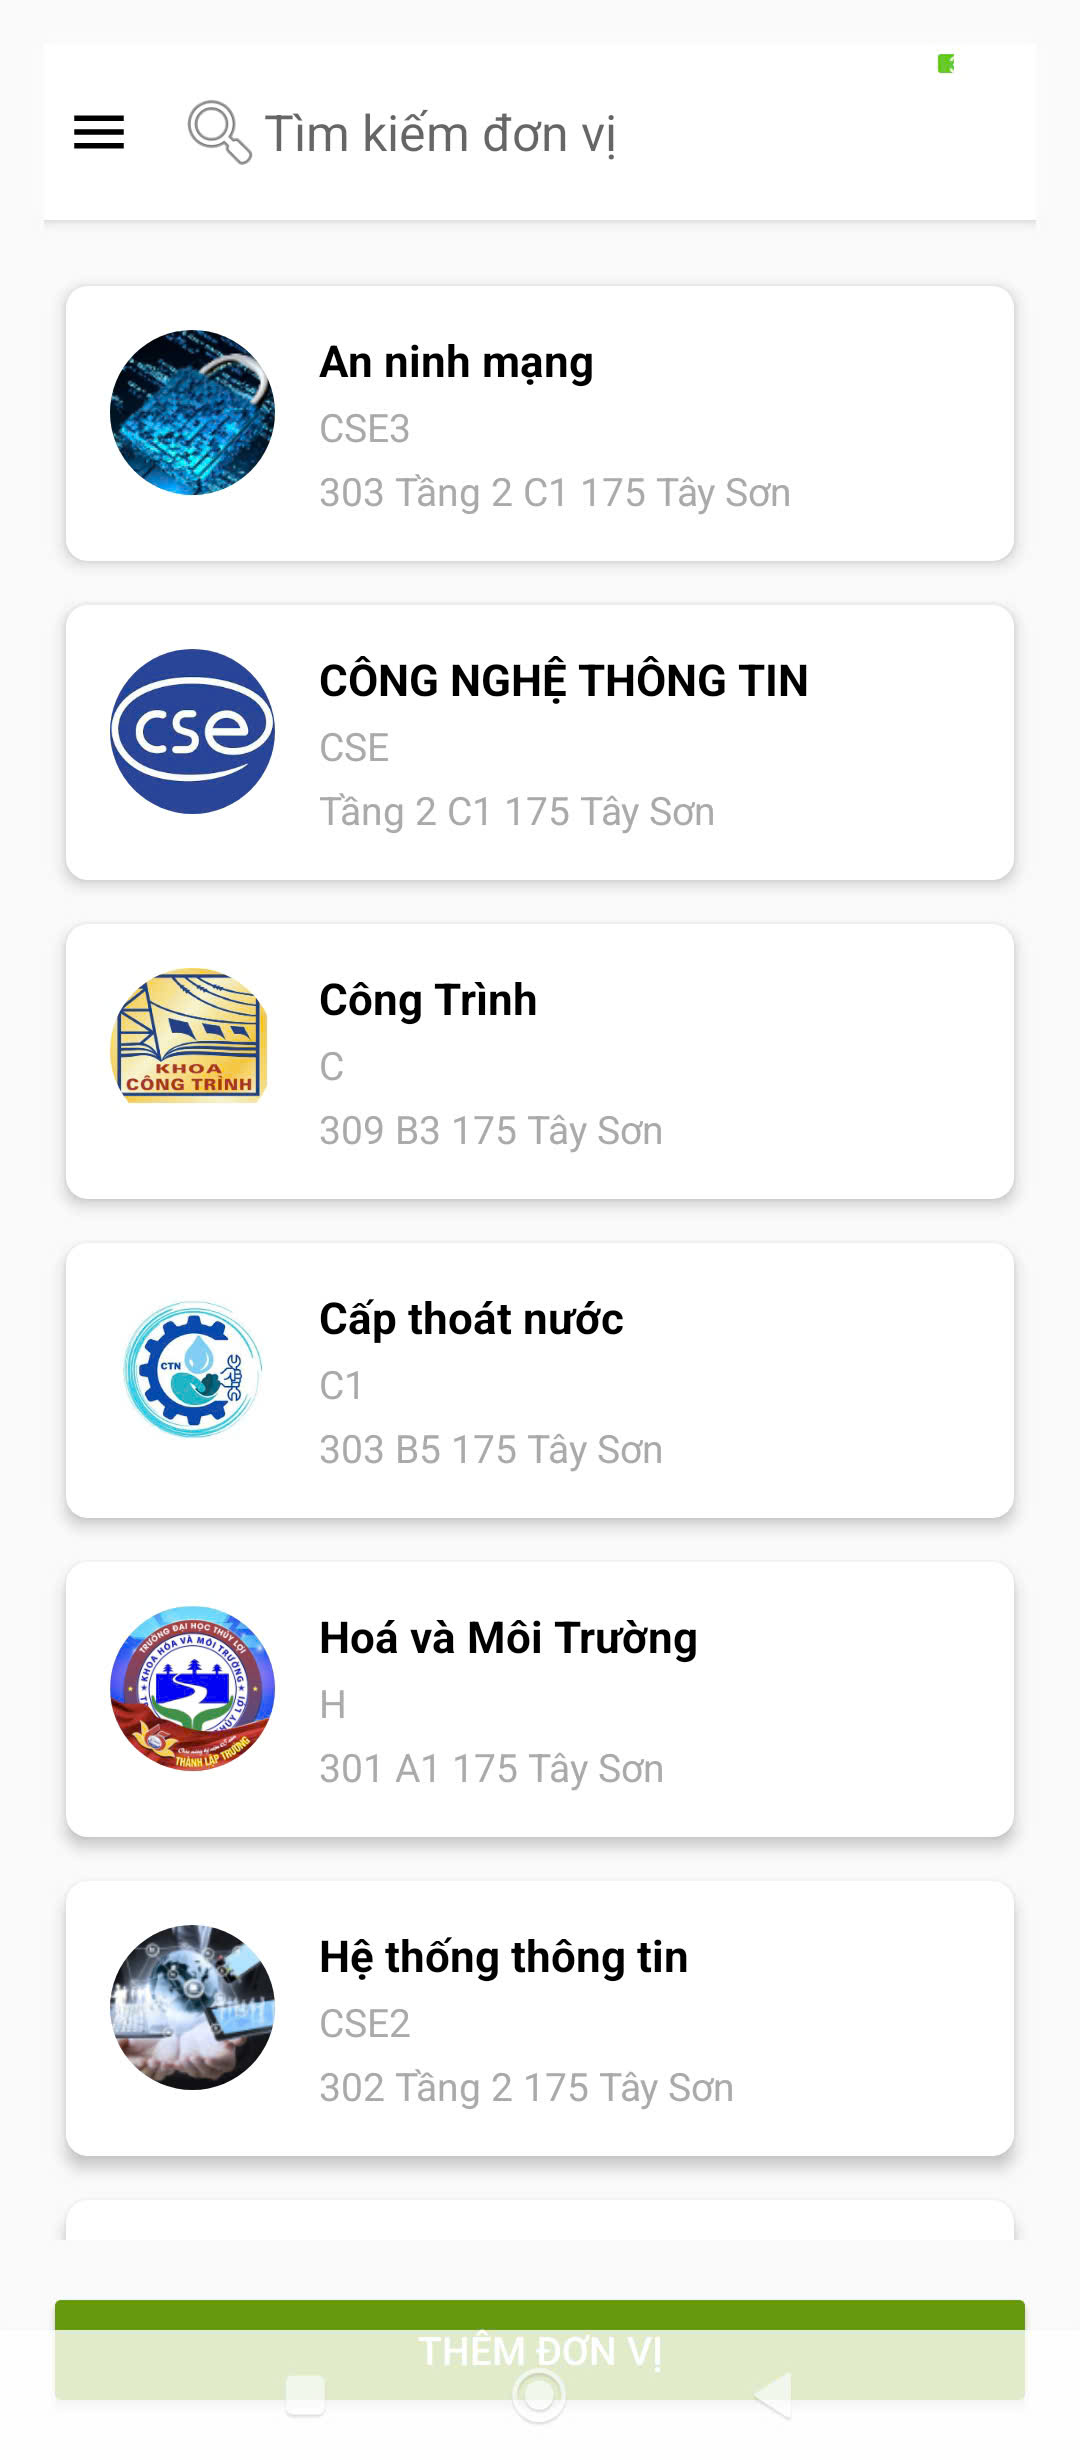 Tìm kiếm đơn vị
An ninh mạng
CSE3
303 Tầng 2 C1 175 Tây Sơn
cse
CÔNG NGHỆ THÔNG TIN
CSE
Tầng 2 C1 175 Tây Sơn
KHOA
CÔNG TRÌNH
Công Trình
C
309 B3 175 Tây Sơn
CTN
Cấp thoát nước
C1
303 B5 175 Tây Sơn
TRƯỜNG ĐẠI HỌC THỦY LỢI
KHOA HÓA VÀ MÔI TRƯỜNG
THÀNH LẬP TRƯỜNG
Hoá và Môi Trường
H
301 A1 175 Tây Sơn
Hệ thống thông tin
CSE2
302 Tầng 2 175 Tây Sơn
THÊM ĐƠN VỊ